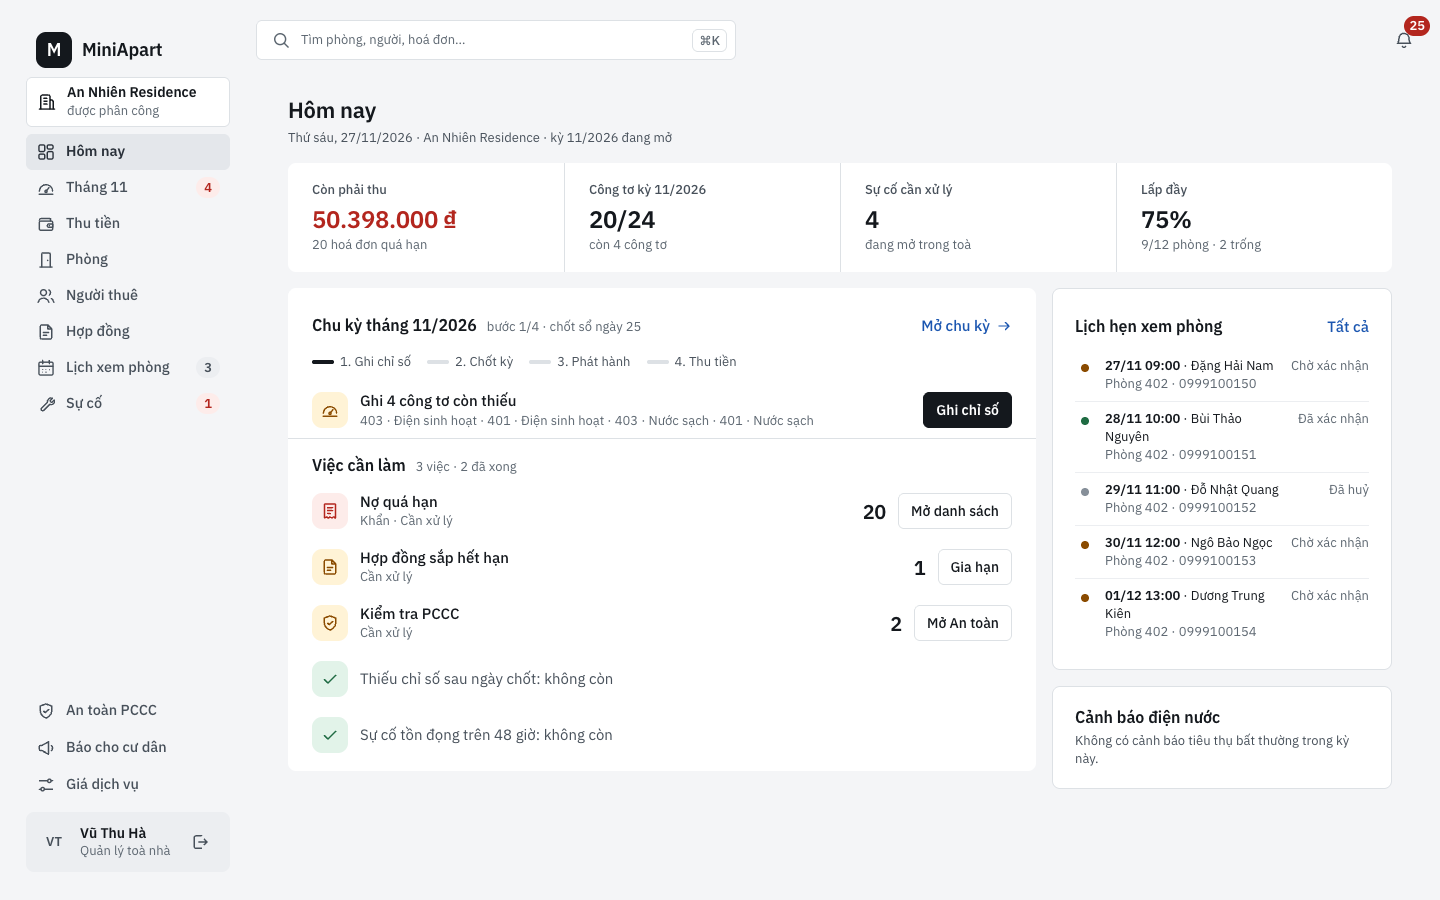 M MiniApart
An Nhiên Residence
được phân công
Hôm nay
Tháng 11 4
Thu tiền
Phòng
Người thuê
Hợp đồng
Lịch xem phòng 3
Sự cố 1
An toàn PCCC
Báo cho cư dân
Giá dịch vụ
VT Vũ Thu Hà
Quản lý toà nhà
Tìm phòng, người, hoá đơn... ⌘K
25
Hôm nay
Thứ sáu, 27/11/2026 · An Nhiên Residence · kỳ 11/2026 đang mở
Còn phải thu
50.398.000 ₫
20 hoá đơn quá hạn
Công tơ kỳ 11/2026
20/24
còn 4 công tơ
Sự cố cần xử lý
4
đang mở trong toà
Lấp đầy
75%
9/12 phòng · 2 trống
Chu kỳ tháng 11/2026 bước 1/4 · chốt sổ ngày 25 Mở chu kỳ →
1. Ghi chỉ số 2. Chốt kỳ 3. Phát hành 4. Thu tiền
Ghi 4 công tơ còn thiếu
403 · Điện sinh hoạt · 401 · Điện sinh hoạt · 403 · Nước sạch · 401 · Nước sạch
Ghi chỉ số
Việc cần làm 3 việc · 2 đã xong
Nợ quá hạn
Khẩn · Cần xử lý
20 Mở danh sách
Hợp đồng sắp hết hạn
Cần xử lý
1 Gia hạn
Kiểm tra PCCC
Cần xử lý
2 Mở An toàn
Thiếu chỉ số sau ngày chốt: không còn
Sự cố tồn đọng trên 48 giờ: không còn
Lịch hẹn xem phòng Tất cả
27/11 09:00 · Đặng Hải Nam Chờ xác nhận
Phòng 402 · 0999100150
28/11 10:00 · Bùi Thảo Đã xác nhận
Nguyên
Phòng 402 · 0999100151
29/11 11:00 · Đỗ Nhật Quang Đã huỷ
Phòng 402 · 0999100152
30/11 12:00 · Ngô Bảo Ngọc Chờ xác nhận
Phòng 402 · 0999100153
01/12 13:00 · Dương Trung Chờ xác nhận
Kiên
Phòng 402 · 0999100154
Cảnh báo điện nước
Không có cảnh báo tiêu thụ bất thường trong kỳ
này.